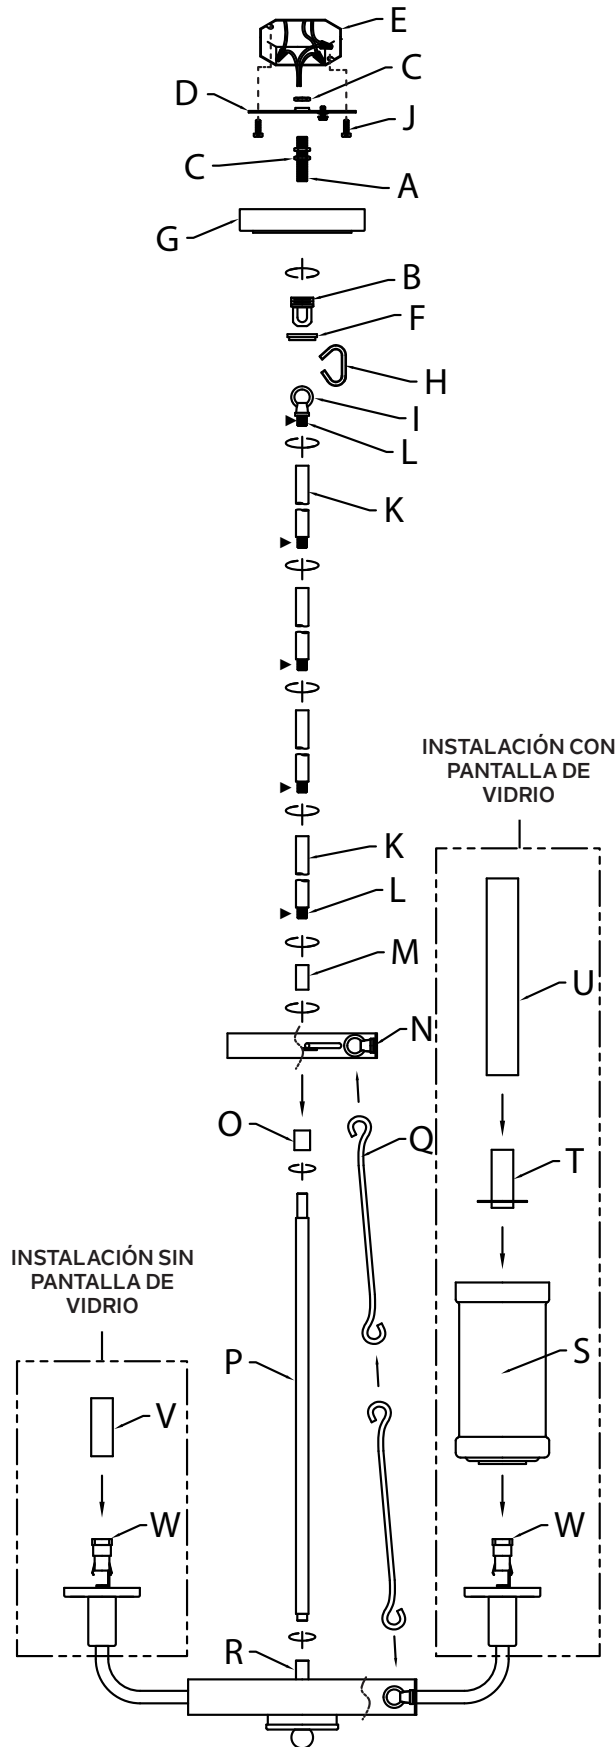 E
C
D
J
C
A
G
B
F
H
I
L
K
INSTALACIÓN CON
PANTALLA DE
VIDRIO
K
L
M
U
N
O
Q
T
INSTALACIÓN SIN
PANTALLA DE
VIDRIO
P
S
V
W
W
R